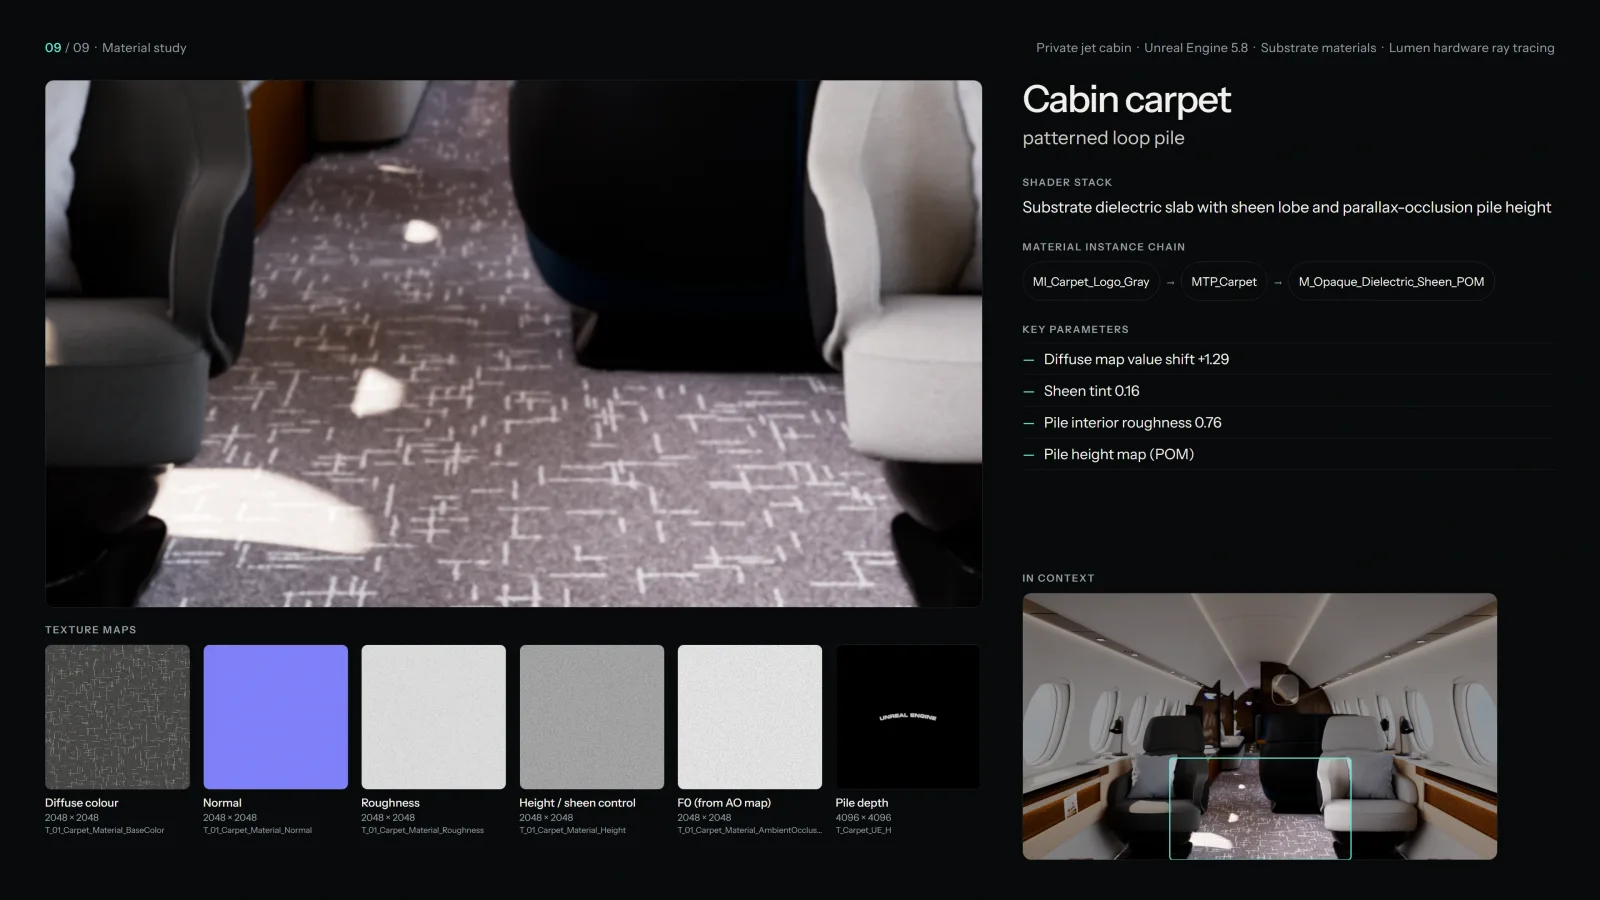 09 / 09 · Material study
Private jet cabin · Unreal Engine 5.8 · Substrate materials · Lumen hardware ray tracing
Cabin carpet
patterned loop pile
SHADER STACK
Substrate dielectric slab with sheen lobe and parallax-occlusion pile height
MATERIAL INSTANCE CHAIN
MI_Carpet_Logo_Gray → MTP_Carpet → M_Opaque_Dielectric_Sheen_POM
KEY PARAMETERS
— Diffuse map value shift +1.29
— Sheen tint 0.16
— Pile interior roughness 0.76
— Pile height map (POM)
IN CONTEXT
TEXTURE MAPS
UNREAL ENGINE
Diffuse colour
2048 × 2048
T_01_Carpet_Material_BaseColor
Normal
2048 × 2048
T_01_Carpet_Material_Normal
Roughness
2048 × 2048
T_01_Carpet_Material_Roughness
Height / sheen control
2048 × 2048
T_01_Carpet_Material_Height
F0 (from AO map)
2048 × 2048
T_01_Carpet_Material_AmbientOcclus...
Pile depth
4096 × 4096
T_Carpet_UE_H